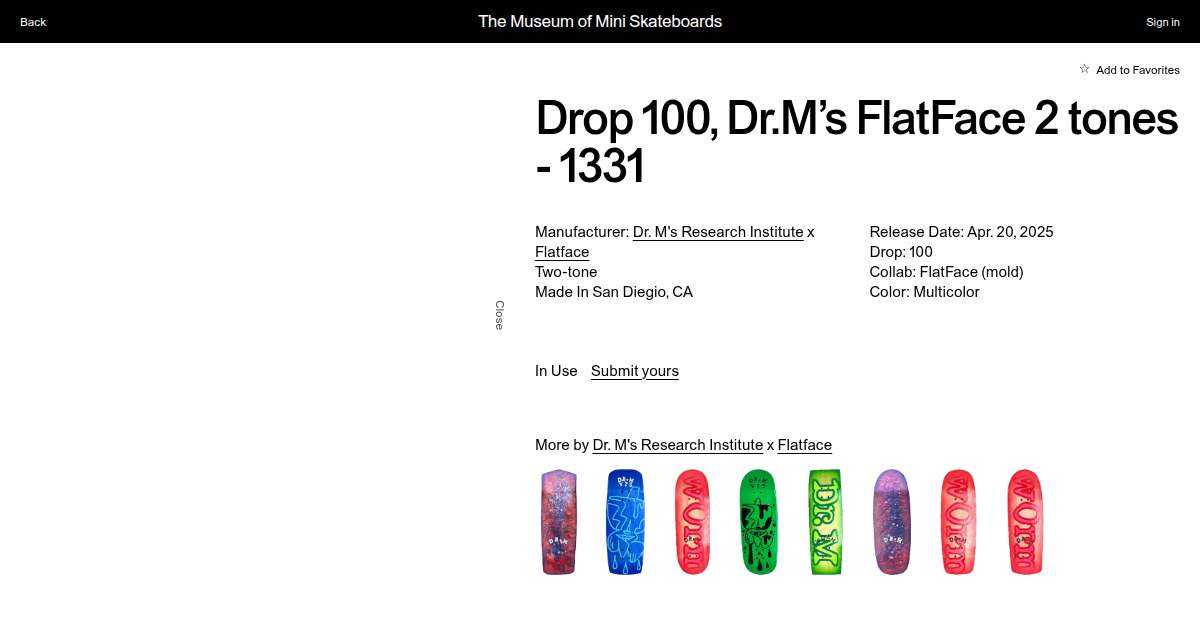 Back
The Museum of Mini Skateboards
Sign in
☆ Add to Favorites
Drop 100, Dr.M’s FlatFace 2 tones
- 1331
Manufacturer: Dr. M's Research Institute x
Flatface
Two-tone
Made In San Diegio, CA
Release Date: Apr. 20, 2025
Drop: 100
Collab: FlatFace (mold)
Color: Multicolor
Close
In Use Submit yours
More by Dr. M's Research Institute x Flatface
Dr. M